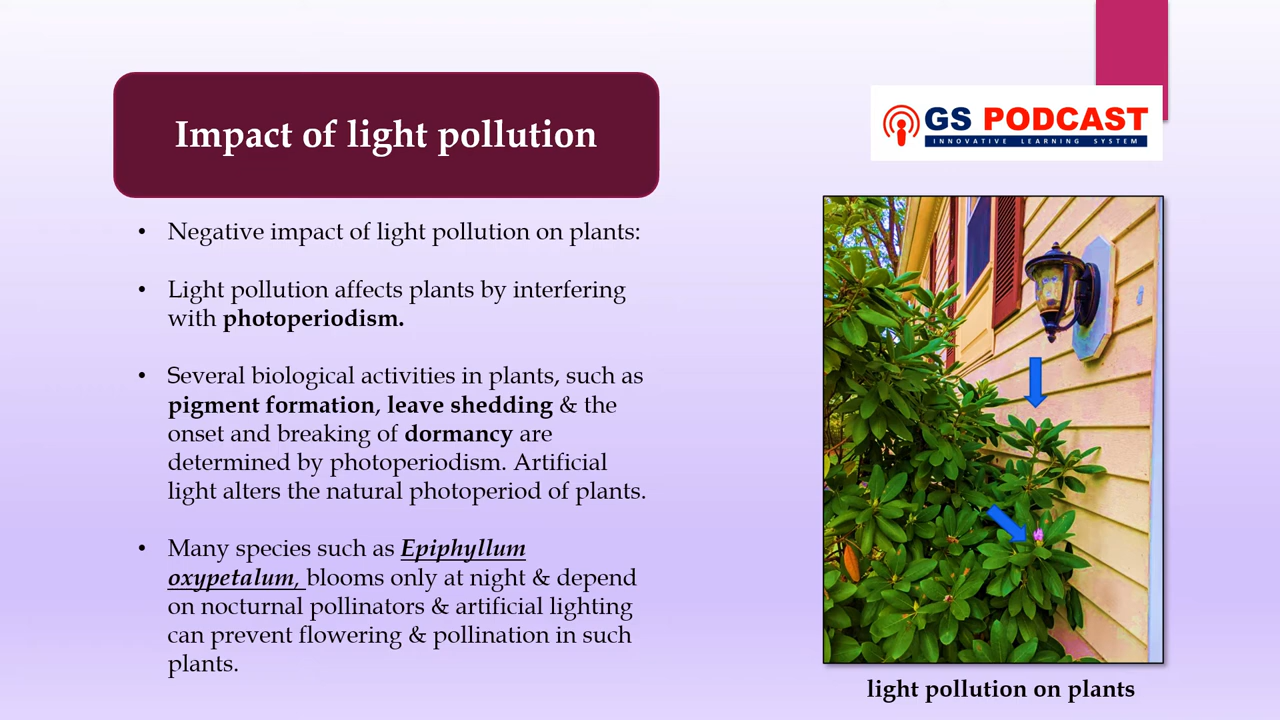 Impact of light pollution
GS PODCAST
INNOVATIVE LEARNING SYSTEM
• Negative impact of light pollution on plants:
• Light pollution affects plants by interfering
with photoperiodism.
• Several biological activities in plants, such as
pigment formation, leave shedding & the
onset and breaking of dormancy are
determined by photoperiodism. Artificial
light alters the natural photoperiod of plants.
• Many species such as Epiphyllum
oxypetalum, blooms only at night & depend
on nocturnal pollinators & artificial lighting
can prevent flowering & pollination in such
plants.
light pollution on plants